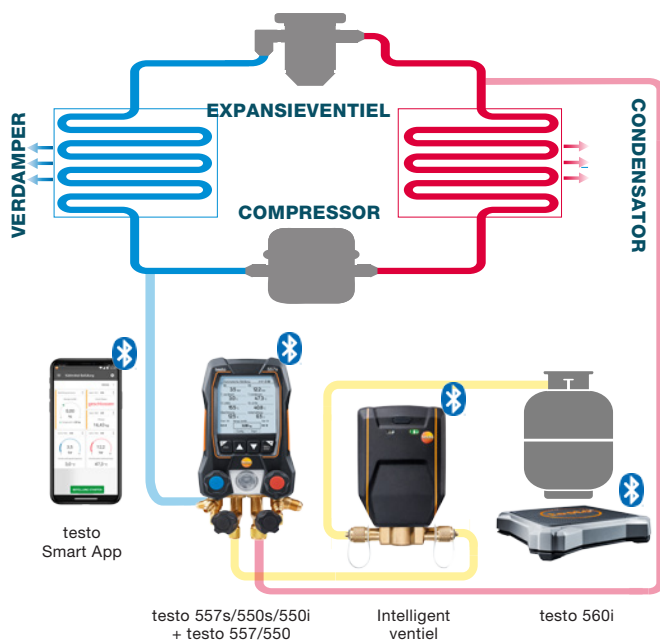 EXPANSIEVENTIEL
VERDAMPER
CONDENSATOR
COMPRESSOR
testo
Smart App
testo 557s/550s/550i
+ testo 557/550
Intelligent
ventiel
testo 560i